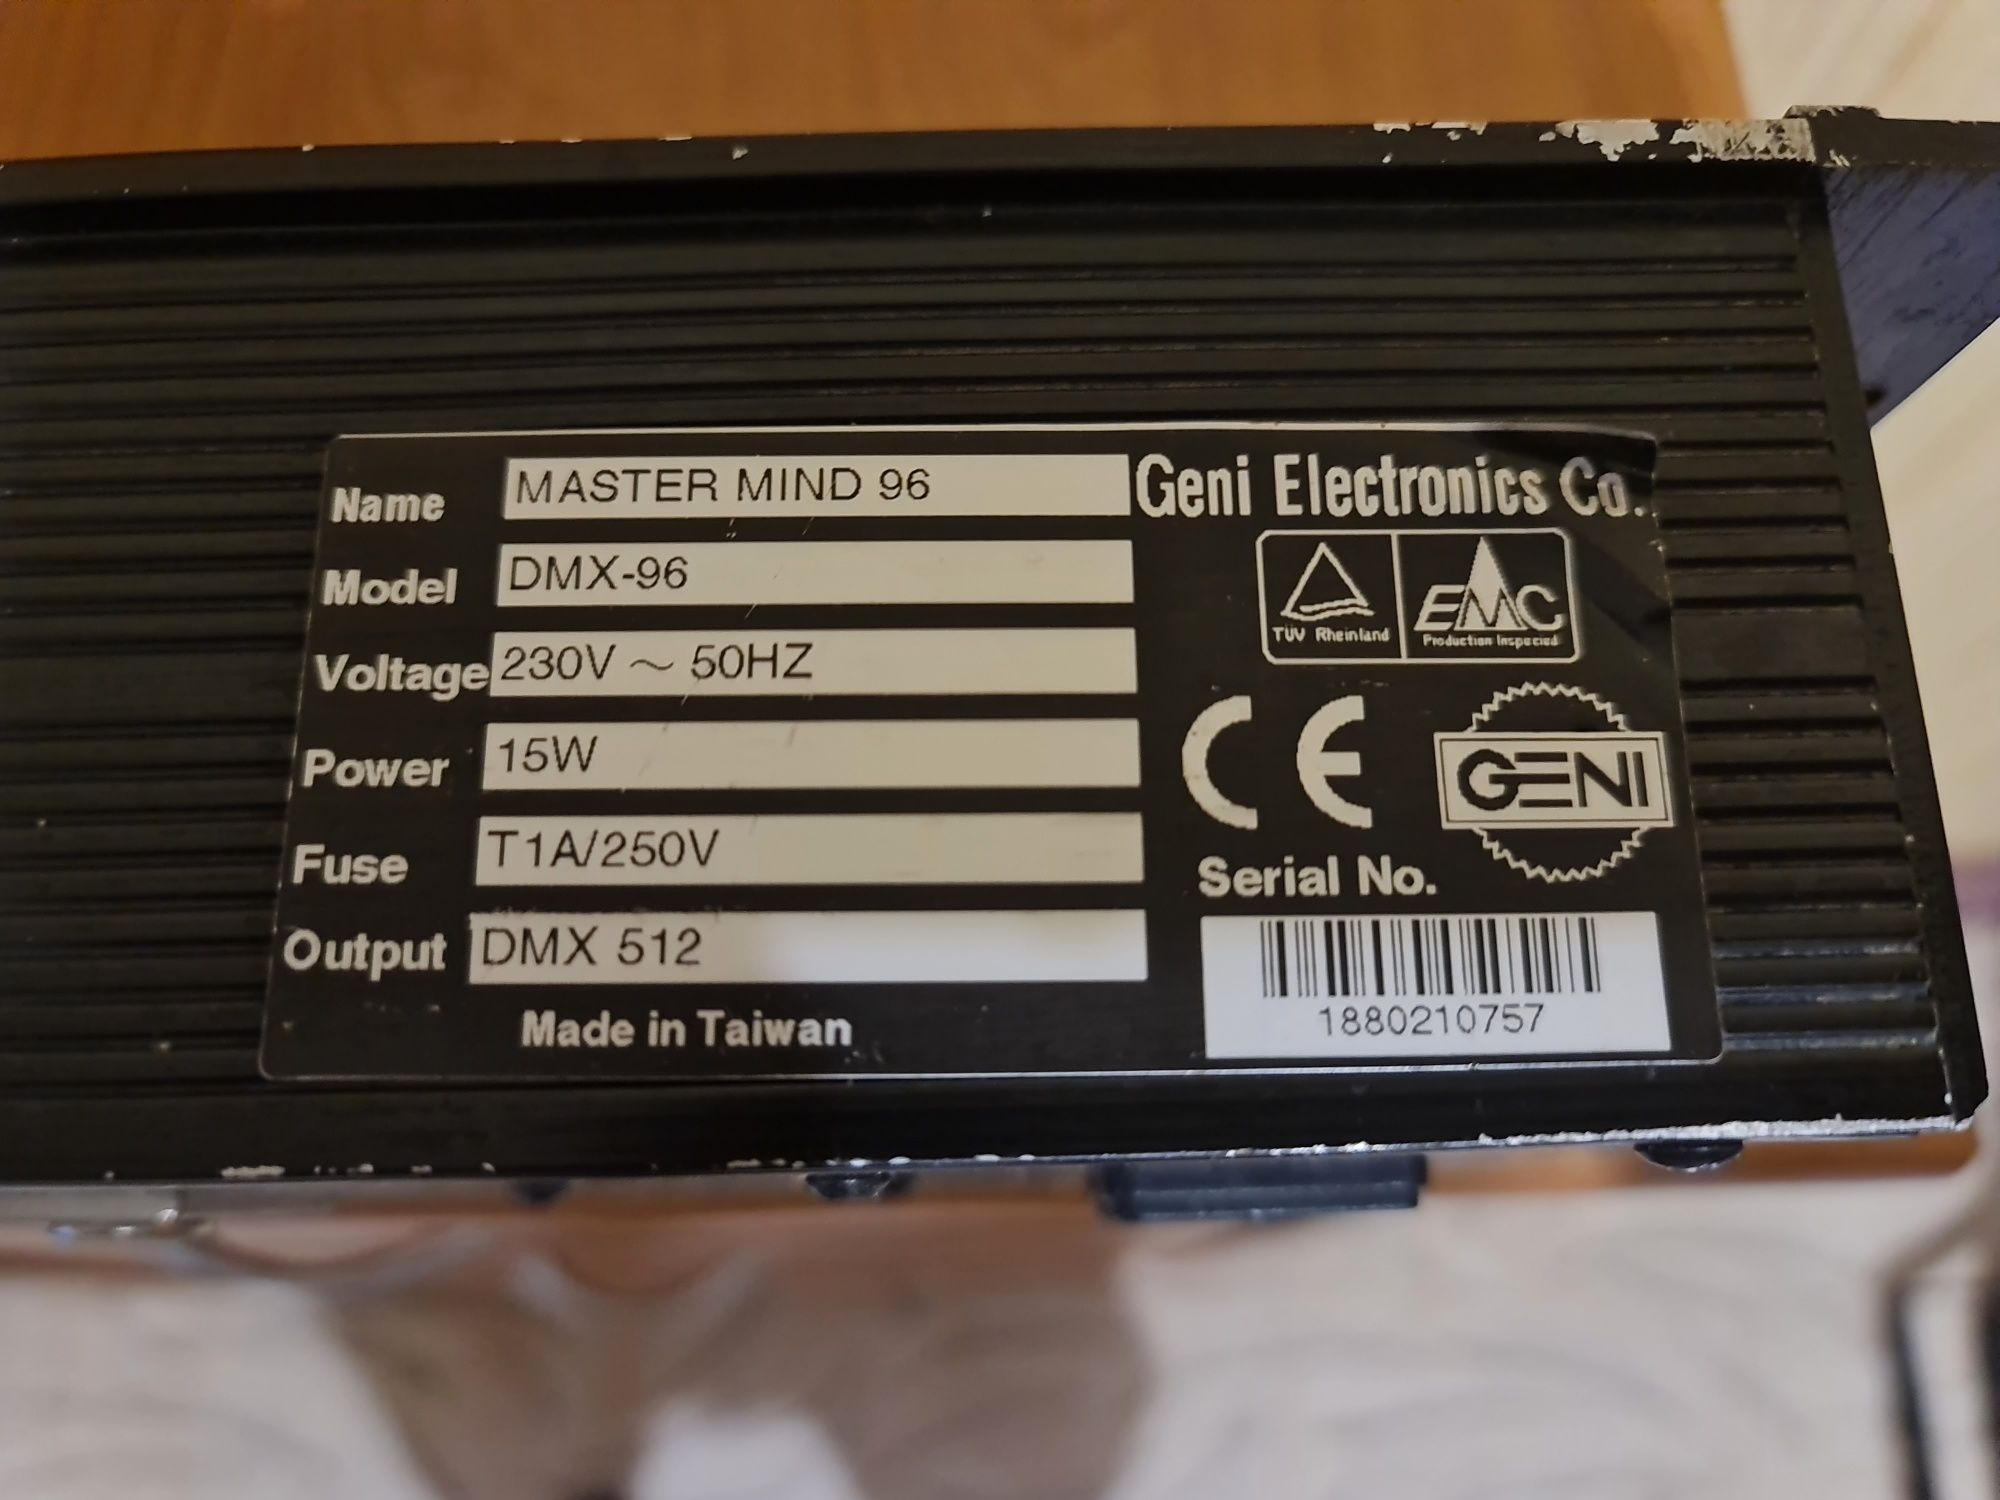 Name MASTER MIND 96
Model DMX-96
Voltage 230V ~ 50HZ
Power 15W
Fuse T1A/250V
Output DMX 512
Made in Taiwan
Geni Electronics Co.
TÜV Rheinland
EMC
Production Inspected
CE
GENI
Serial No.
1880210757